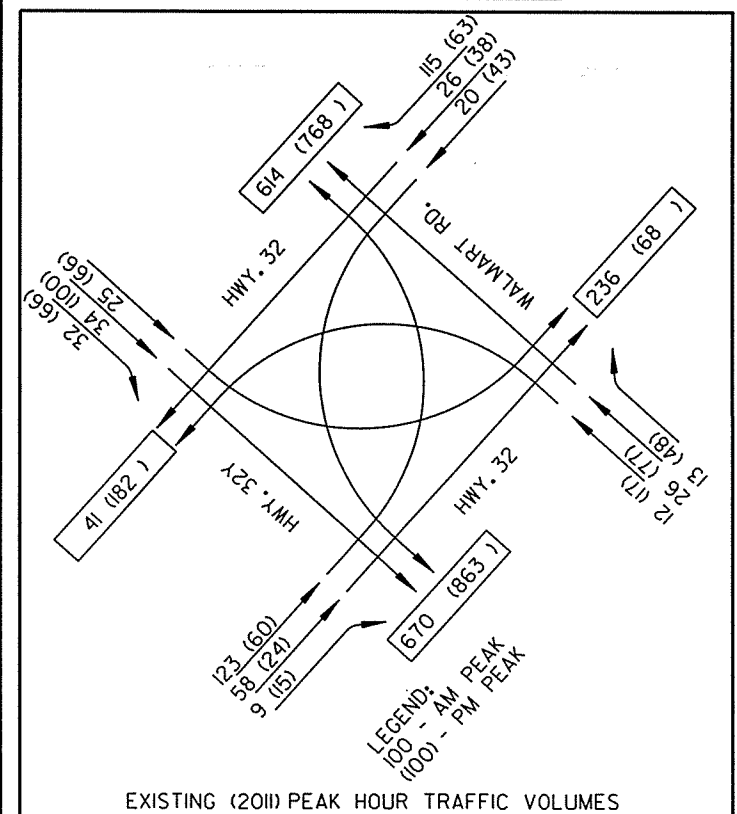 115 (63)
26 (38)
20 (43)
614 (768 )
HWY. 32
WALMART RD.
236 (68 )
25 (66)
34 (100)
32 (66)
41 (182 )
HWY. 32Y
HWY. 32
13 (48)
26 (77)
12 (17)
123 (60)
58 (24)
9 (15)
670 (863 )
LEGEND:
100 - AM PEAK
(100) - PM PEAK
EXISTING (2011) PEAK HOUR TRAFFIC VOLUMES